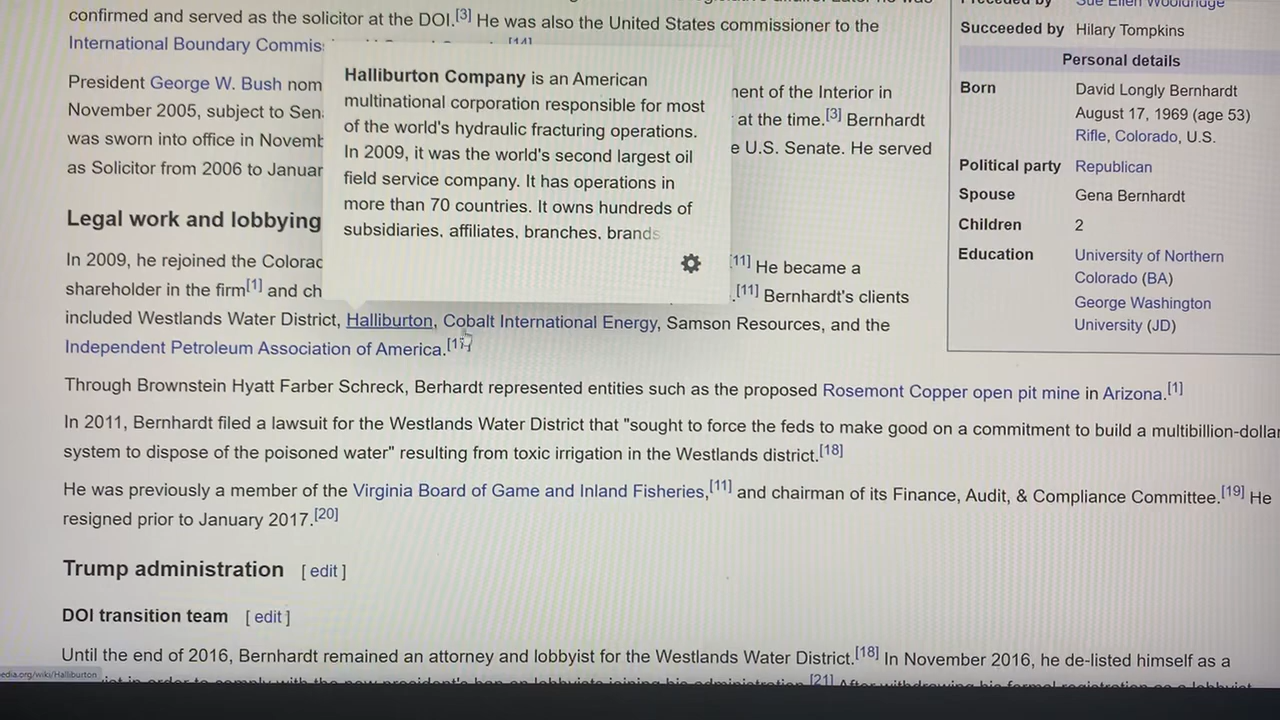 confirmed and served as the solicitor at the DOI.[3] He was also the United States commissioner to the
International Boundary Commis
President George W. Bush nom
nent of the Interior in
November 2005, subject to Sen
at the time.[3] Bernhardt
was sworn into office in Novemb
e U.S. Senate. He served
as Solicitor from 2006 to Januar
Halliburton Company is an American
multinational corporation responsible for most
of the world's hydraulic fracturing operations.
In 2009, it was the world's second largest oil
field service company. It has operations in
more than 70 countries. It owns hundreds of
subsidiaries, affiliates, branches, brands
Legal work and lobbying
In 2009, he rejoined the Colorad
[11] He became a
shareholder in the firm[1] and ch
.[11] Bernhardt's clients
included Westlands Water District, Halliburton, Cobalt International Energy, Samson Resources, and the
Independent Petroleum Association of America.
Through Brownstein Hyatt Farber Schreck, Berhardt represented entities such as the proposed Rosemont Copper open pit mine in Arizona.[1]
In 2011, Bernhardt filed a lawsuit for the Westlands Water District that "sought to force the feds to make good on a commitment to build a multibillion-dollar
system to dispose of the poisoned water" resulting from toxic irrigation in the Westlands district.[18]
He was previously a member of the Virginia Board of Game and Inland Fisheries,[11] and chairman of its Finance, Audit, & Compliance Committee.[19] He
resigned prior to January 2017.[20]
Trump administration [ edit ]
DOI transition team [ edit ]
Until the end of 2016, Bernhardt remained an attorney and lobbyist for the Westlands Water District.[18] In November 2016, he de-listed himself as a
edia.org/wiki/Halliburton
Preceded by Sue Ellen Wooldridge
Succeeded by Hilary Tompkins
Personal details
Born David Longly Bernhardt
August 17, 1969 (age 53)
Rifle, Colorado, U.S.
Political party Republican
Spouse Gena Bernhardt
Children 2
Education University of Northern
Colorado (BA)
George Washington
University (JD)